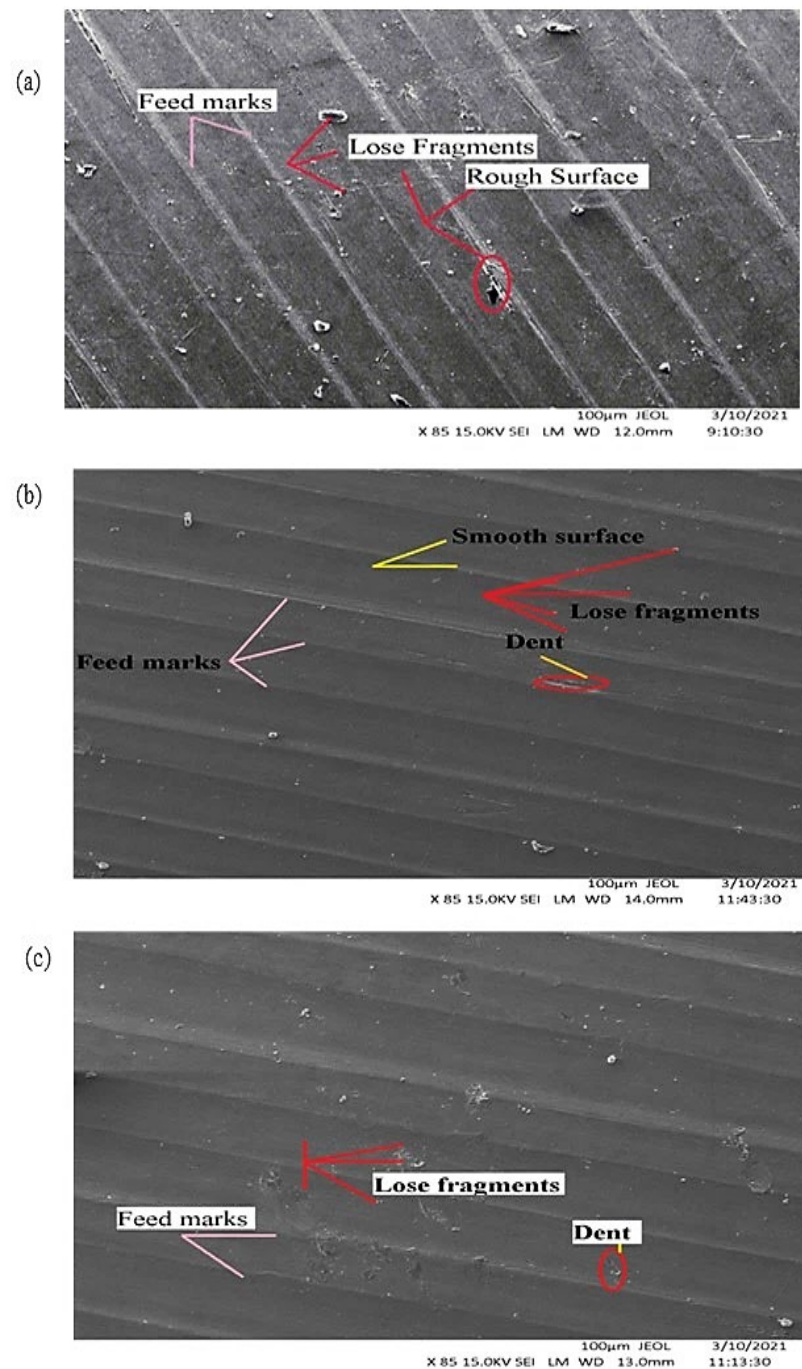 (a)
Feed marks
Lose Fragments
Rough Surface
100µm JEOL 3/10/2021
X 85 15.0KV SEI LM WD 12.0mm 9:10:30
(b)
Smooth surface
Lose fragments
Dent
Feed marks
100µm JEOL 3/10/2021
X 85 15.0KV SEI LM WD 14.0mm 11:43:30
(c)
Lose fragments
Feed marks
Dent
100µm JEOL 3/10/2021
X 85 15.0KV SEI LM WD 13.0mm 11:13:30